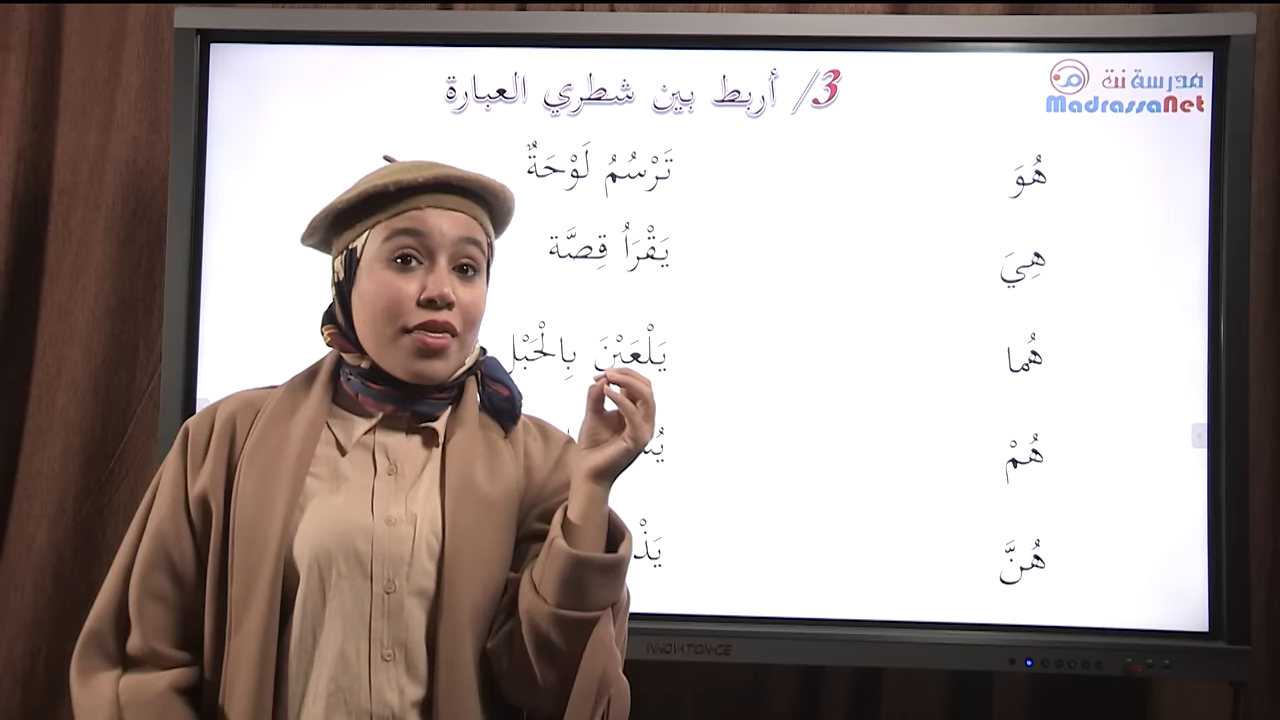 3/ أربط بين شطري العبارة
مدرسة نت
MadrassaNet
هُوَ
تَرْسُمُ لَوْحَةٌ
هِيَ
يَقْرَاُ قِصَّة
هُما
يَلْعَبْنَ بِالْحَبْلِ
هُمْ
هُنَّ
INNOVATION-CE